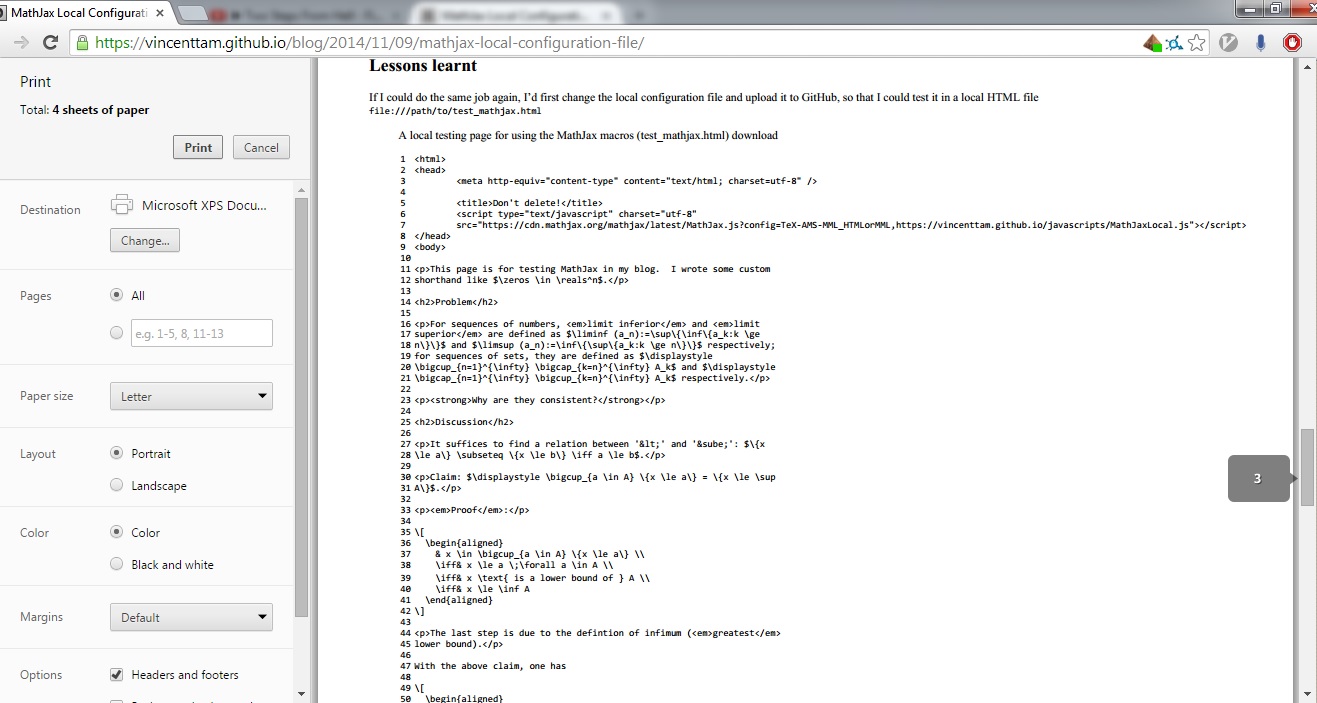 MathJax Local Configurati
https://vincenttam.github.io/blog/2014/11/09/mathjax-local-configuration-file/
Print
Total: 4 sheets of paper
Print
Cancel
Destination
Microsoft XPS Docu...
Change...
Pages
All
e.g. 1-5, 8, 11-13
Paper size
Letter
Layout
Portrait
Landscape
Color
Color
Black and white
Margins
Default
Options
Headers and footers
Lessons learnt
If I could do the same job again, I'd first change the local configuration file and upload it to GitHub, so that I could test it in a local HTML file
file:///path/to/test_mathjax.html
A local testing page for using the MathJax macros (test_mathjax.html) download
1 <html>
2 <head>
3 <meta http-equiv="content-type" content="text/html; charset=utf-8" />
4
5 <title>Don't delete!</title>
6 <script type="text/javascript" charset="utf-8"
7 src="https://cdn.mathjax.org/mathjax/latest/MathJax.js?config=TeX-AMS-MML_HTMLorMML,https://vincenttam.github.io/javascripts/MathJaxLocal.js"></script>
8 </head>
9 <body>
10
11 <p>This page is for testing MathJax in my blog.  I wrote some custom
12 shorthand like $\zeros \in \reals^n$.</p>
13
14 <h2>Problem</h2>
15
16 <p>For sequences of numbers, <em>limit inferior</em> and <em>limit
17 superior</em> are defined as $\liminf (a_n):=\sup\{\inf\{a_k:k \ge
18 n\}\}$ and $\limsup (a_n):=\inf\{\sup\{a_k:k \ge n\}\}$ respectively;
19 for sequences of sets, they are defined as $\displaystyle
20 \bigcup_{n=1}^{\infty} \bigcap_{k=n}^{\infty} A_k$ and $\displaystyle
21 \bigcap_{n=1}^{\infty} \bigcup_{k=n}^{\infty} A_k$ respectively.</p>
22
23 <p><strong>Why are they consistent?</strong></p>
24
25 <h2>Discussion</h2>
26
27 <p>It suffices to find a relation between '&lt;' and '&sube;': $\{x
28 \le a\} \subseteq \{x \le b\} \iff a \le b$.</p>
29
30 <p>Claim: $\displaystyle \bigcup_{a \in A} \{x \le a\} = \{x \le \sup
31 A\}$.</p>
32
33 <p><em>Proof</em>:</p>
34
35 \[
36 \begin{aligned}
37 & x \in \bigcup_{a \in A} \{x \le a\} \\
38 \iff& x \le a \;\forall a \in A \\
39 \iff& x \text{ is a lower bound of } A \\
40 \iff& x \le \inf A
41 \end{aligned}
42 \]
43
44 <p>The last step is due to the defintion of infimum (<em>greatest</em>
45 lower bound).</p>
46
47 With the above claim, one has
48
49 \[
50 \begin{aligned}
3